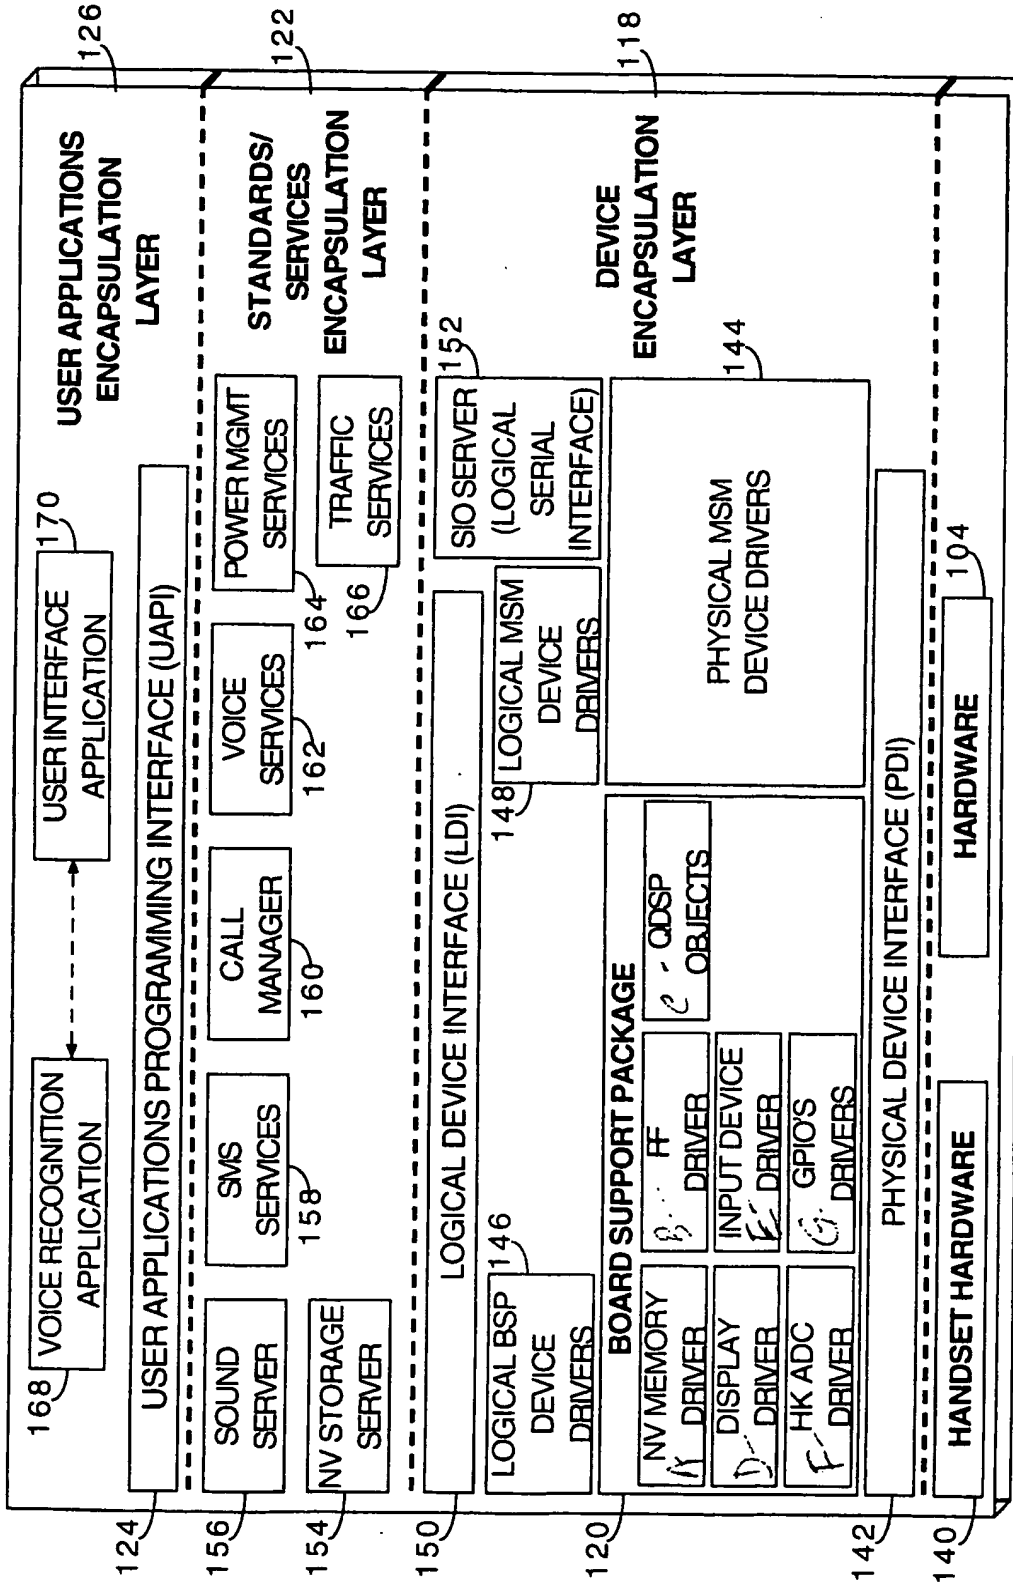 168
VOICE RECOGNITION
APPLICATION
170
USER INTERFACE
APPLICATION
USER APPLICATIONS
ENCAPSULATION
LAYER
126
124
USER APPLICATIONS PROGRAMMING INTERFACE (UAPI)
156
SOUND
SERVER
SMS
SERVICES
158
CALL
MANAGER
160
VOICE
SERVICES
162
POWER MGMT
SERVICES
164
STANDARDS/
SERVICES
ENCAPSULATION
LAYER
122
154
NV STORAGE
SERVER
TRAFFIC
SERVICES
166
150
LOGICAL DEVICE INTERFACE (LDI)
SIO SERVER
(LOGICAL
SERIAL
INTERFACE)
152
DEVICE
ENCAPSULATION
LAYER
118
LOGICAL BSP
DEVICE
DRIVERS
146
148
LOGICAL MSM
DEVICE
DRIVERS
120
BOARD SUPPORT PACKAGE
NV MEMORY
A DRIVER
B RF
DRIVER
C - QDSP
OBJECTS
DISPLAY
D DRIVER
INPUT DEVICE
E DRIVER
HK ADC
F DRIVER
GPIO'S
G DRIVERS
PHYSICAL MSM
DEVICE DRIVERS
144
142
PHYSICAL DEVICE INTERFACE (PDI)
140
HANDSET HARDWARE
HARDWARE
104